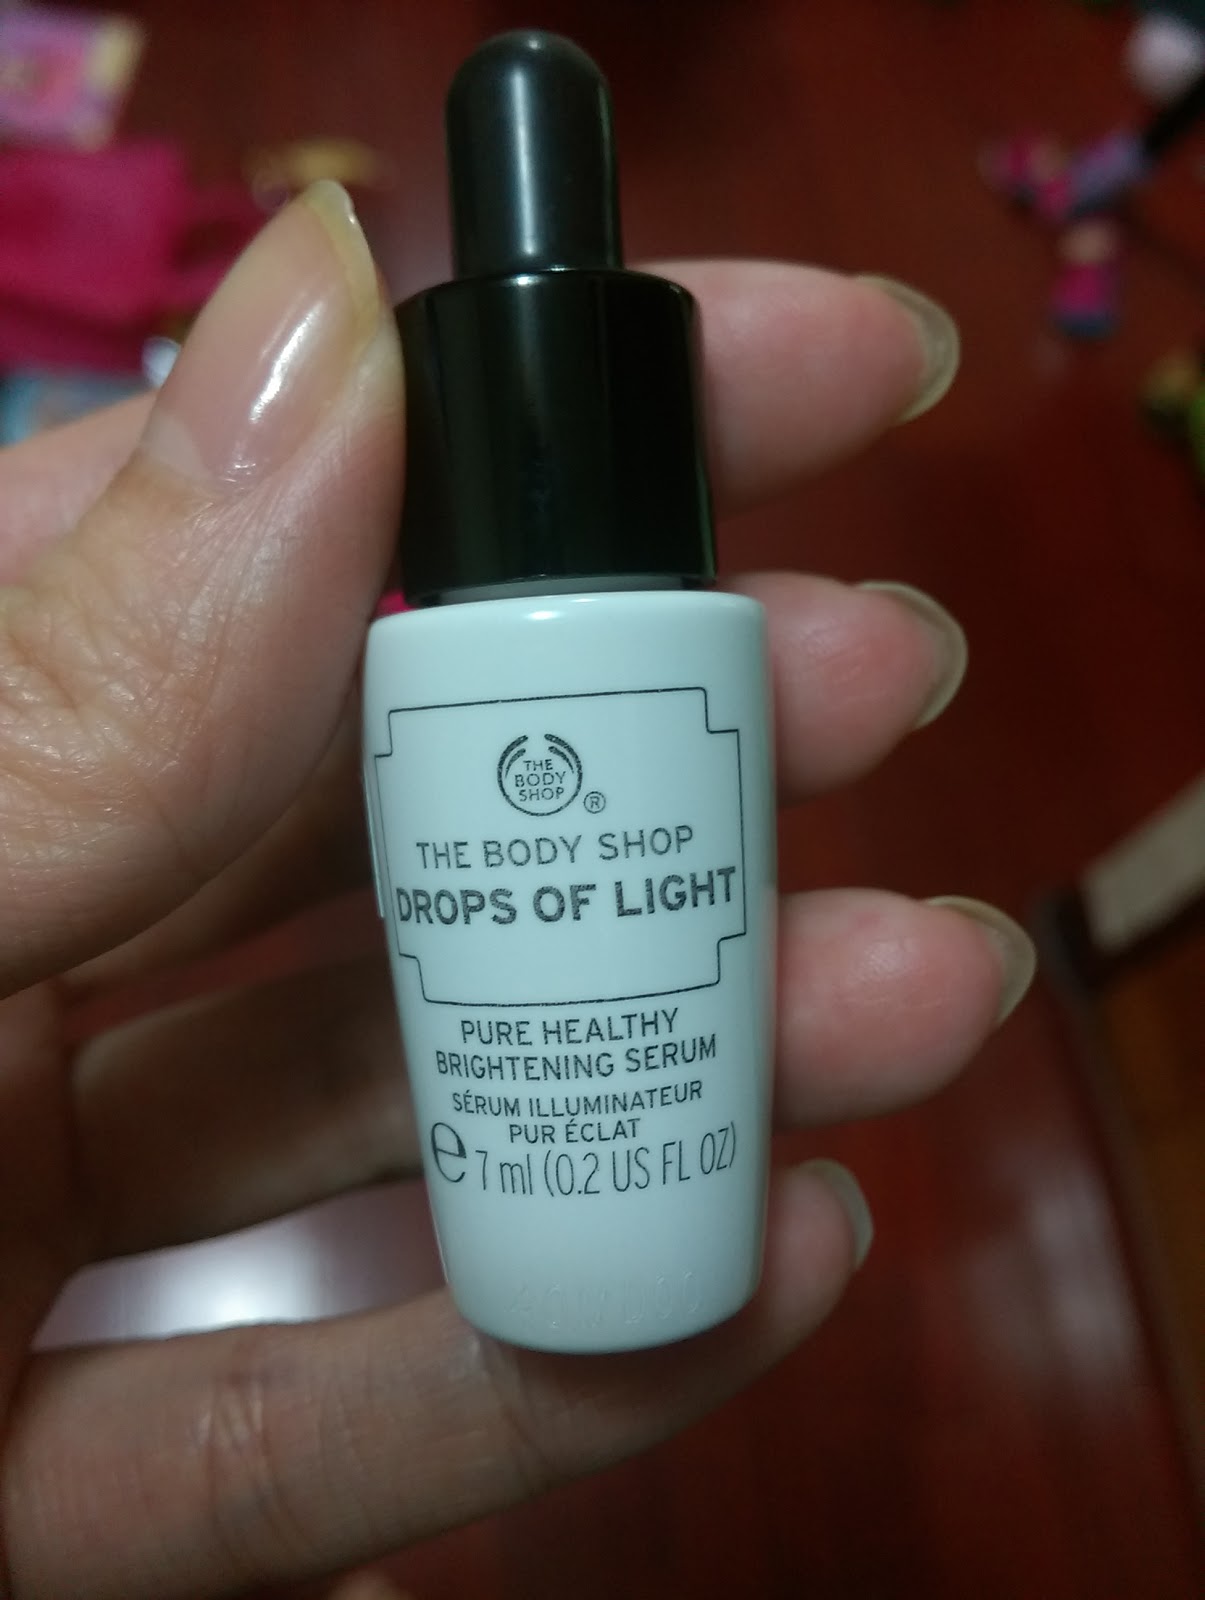 THE
BODY
SHOP
®
THE BODY SHOP
DROPS OF LIGHT
PURE HEALTHY
BRIGHTENING SERUM
SÉRUM ILLUMINATEUR
PUR ÉCLAT
℮ 7 ml (0.2 US FL OZ)